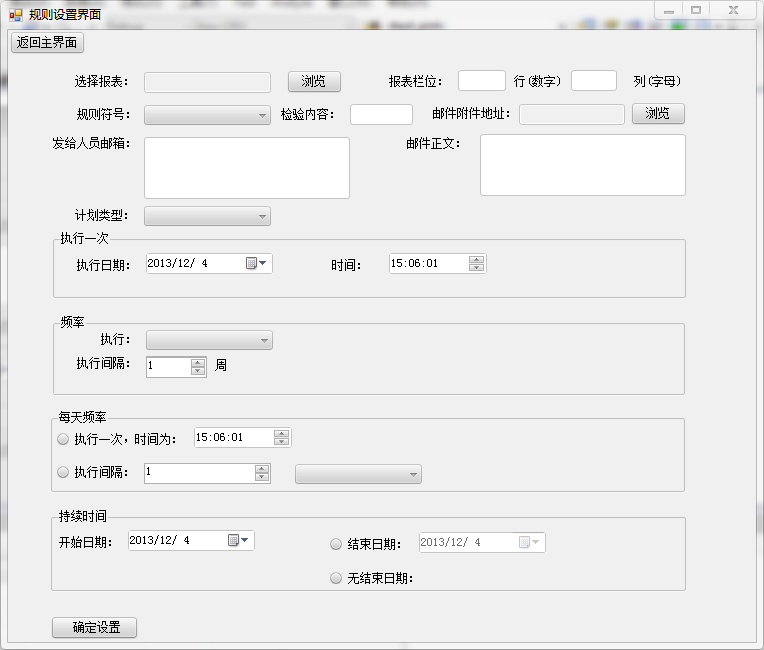 规则设置界面
返回主界面
选择报表: 浏览 报表栏位: 行(数字) 列(字母)
规则符号: 检验内容: 邮件附件地址: 浏览
发给人员邮箱: 邮件正文:
计划类型:
执行一次
执行日期: 2013/12/ 4 时间: 15:06:01
频率
执行:
执行间隔: 1 周
每天频率
执行一次,时间为: 15:06:01
执行间隔: 1
持续时间
开始日期: 2013/12/ 4 结束日期: 2013/12/ 4
无结束日期:
确定设置